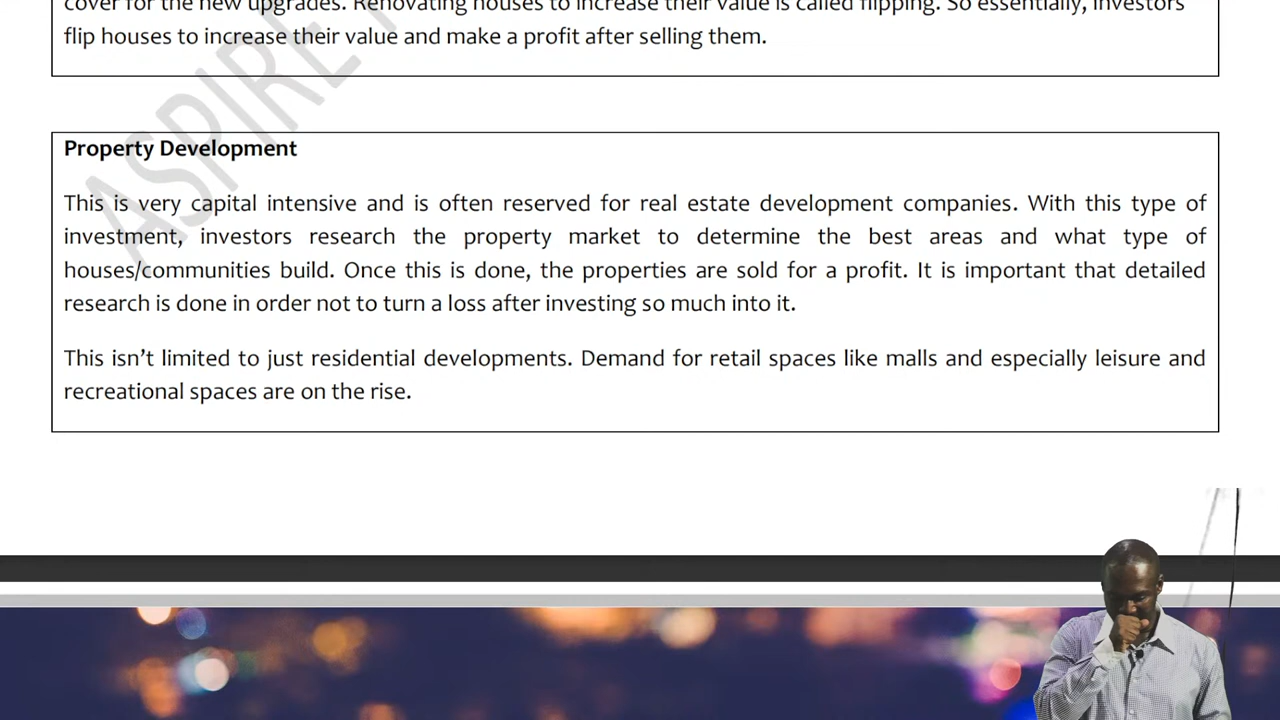 cover for the new upgrades. Renovating houses to increase their value is called flipping. So essentially, investors
flip houses to increase their value and make a profit after selling them.
Property Development
This is very capital intensive and is often reserved for real estate development companies. With this type of
investment, investors research the property market to determine the best areas and what type of
houses/communities build. Once this is done, the properties are sold for a profit. It is important that detailed
research is done in order not to turn a loss after investing so much into it.
This isn’t limited to just residential developments. Demand for retail spaces like malls and especially leisure and
recreational spaces are on the rise.
ASPIRE